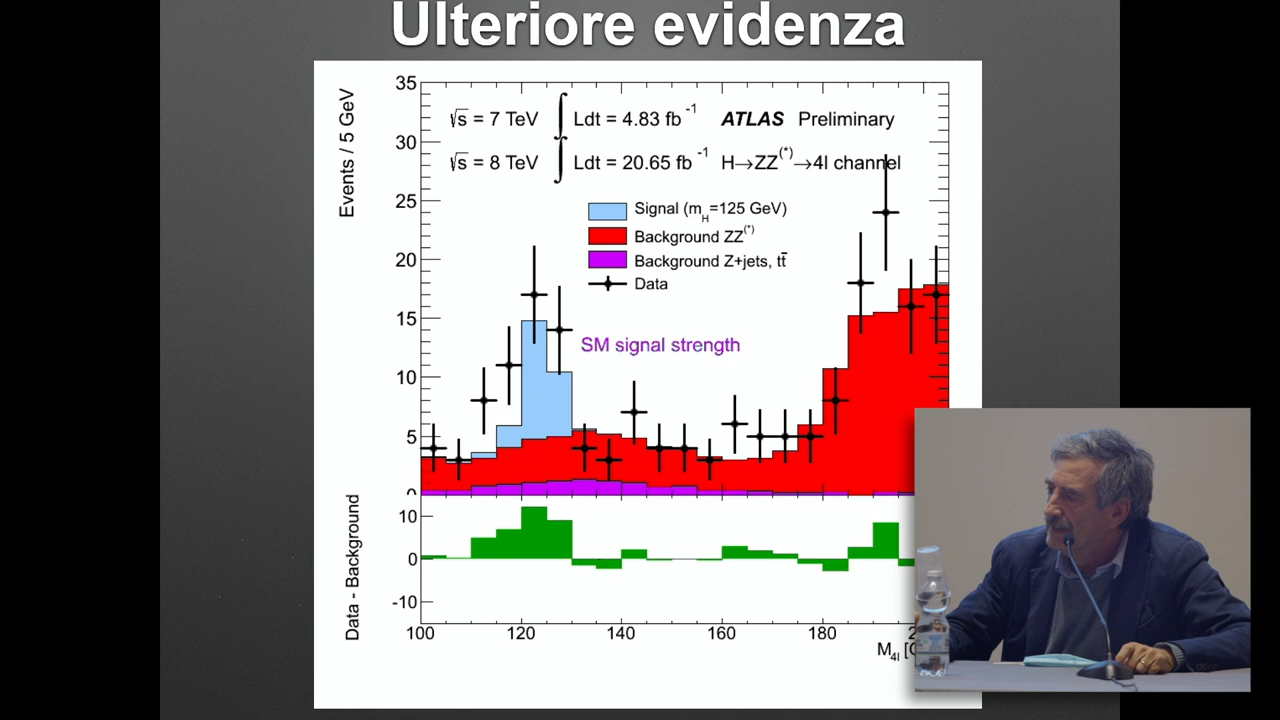 Ulteriore evidenza
Events / 5 GeV
35
30
25
20
15
10
5
0
√s = 7 TeV ∫ Ldt = 4.83 fb⁻¹ ATLAS Preliminary
√s = 8 TeV ∫ Ldt = 20.65 fb⁻¹ H→ZZ⁽*⁾→4l channel
Signal (m_H=125 GeV)
Background ZZ⁽*⁾
Background Z+jets, tt̄
Data
SM signal strength
Data - Background
10
0
-10
100 120 140 160 180
M_4l